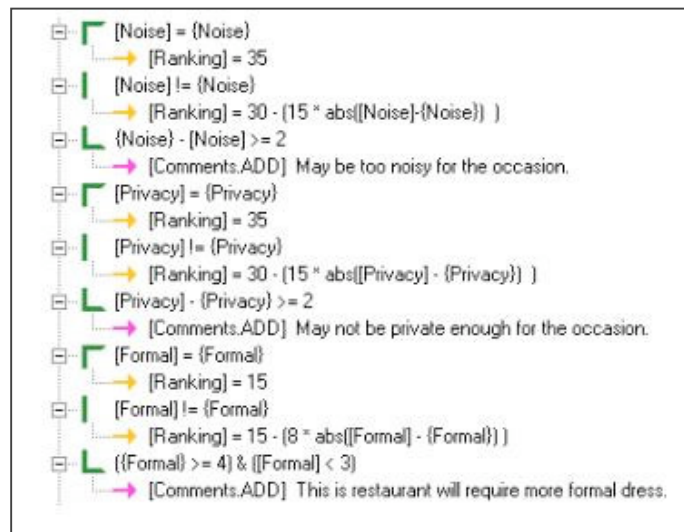 [Noise] = {Noise}
[Ranking] = 35
[Noise] != {Noise}
[Ranking] = 30 - (15 * abs([Noise]-{Noise}) )
{Noise} - [Noise] >= 2
[Comments.ADD] May be too noisy for the occasion.
[Privacy] = {Privacy}
[Ranking] = 35
[Privacy] != {Privacy}
[Ranking] = 30 - (15 * abs([Privacy] - {Privacy}) )
[Privacy] - {Privacy} >= 2
[Comments.ADD] May not be private enough for the occasion.
[Formal] = {Formal}
[Ranking] = 15
[Formal] != {Formal}
[Ranking] = 15 - (8 * abs([Formal] - {Formal}) )
({Formal} >= 4) & ([Formal] < 3)
[Comments.ADD] This is restaurant will require more formal dress.